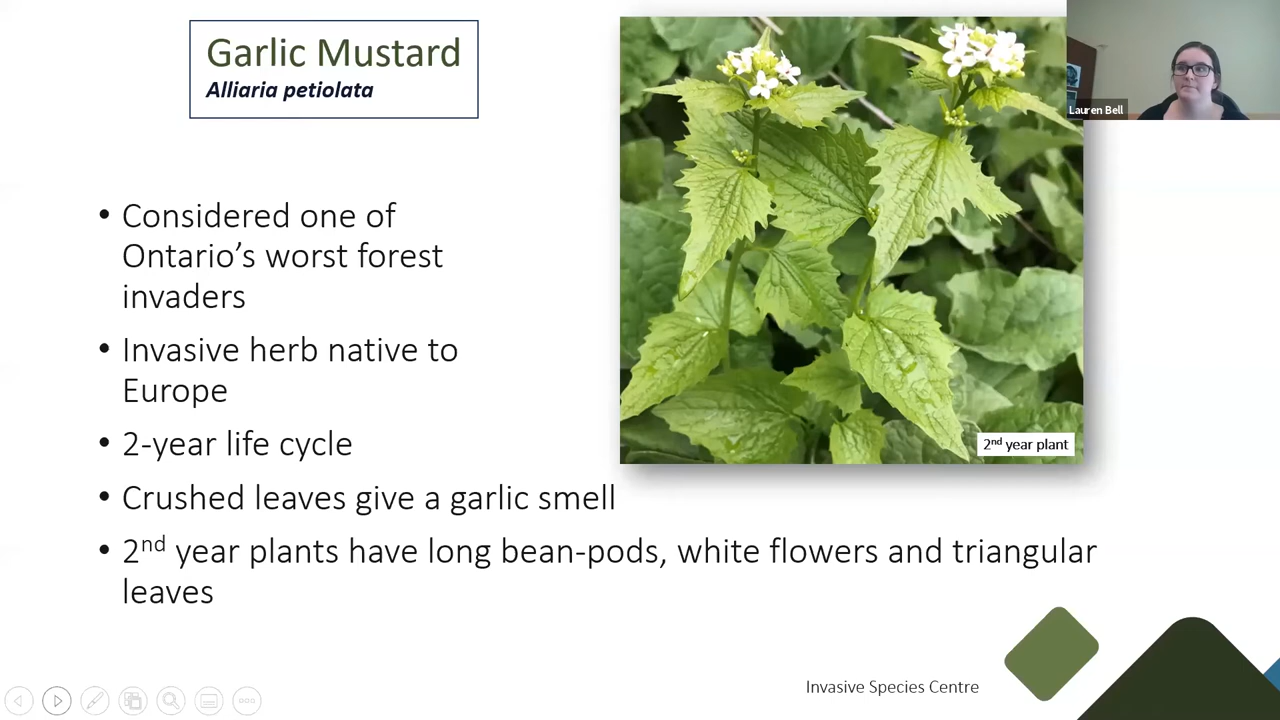 Garlic Mustard
Alliaria petiolata
Lauren Bell
• Considered one of
Ontario’s worst forest
invaders
• Invasive herb native to
Europe
• 2-year life cycle
2nd year plant
• Crushed leaves give a garlic smell
• 2nd year plants have long bean-pods, white flowers and triangular
leaves
Invasive Species Centre